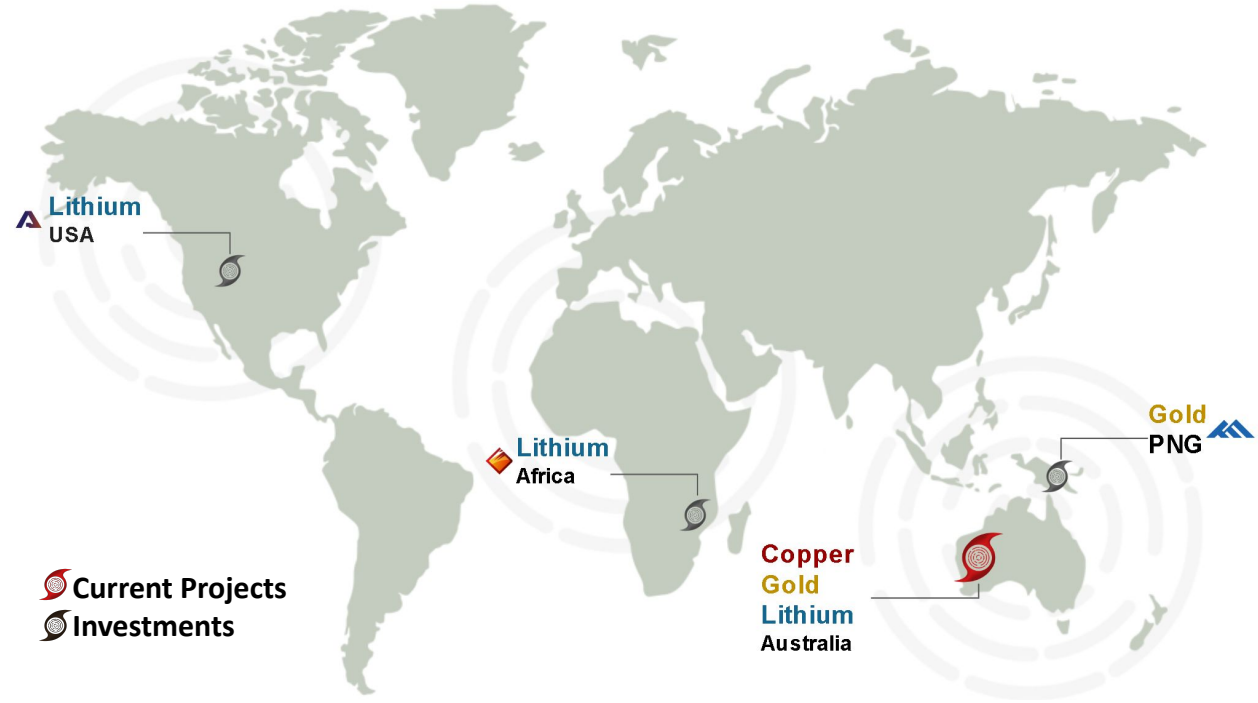 Lithium
USA
Gold
PNG
Lithium
Africa
Copper
Gold
Lithium
Australia
Current Projects
Investments